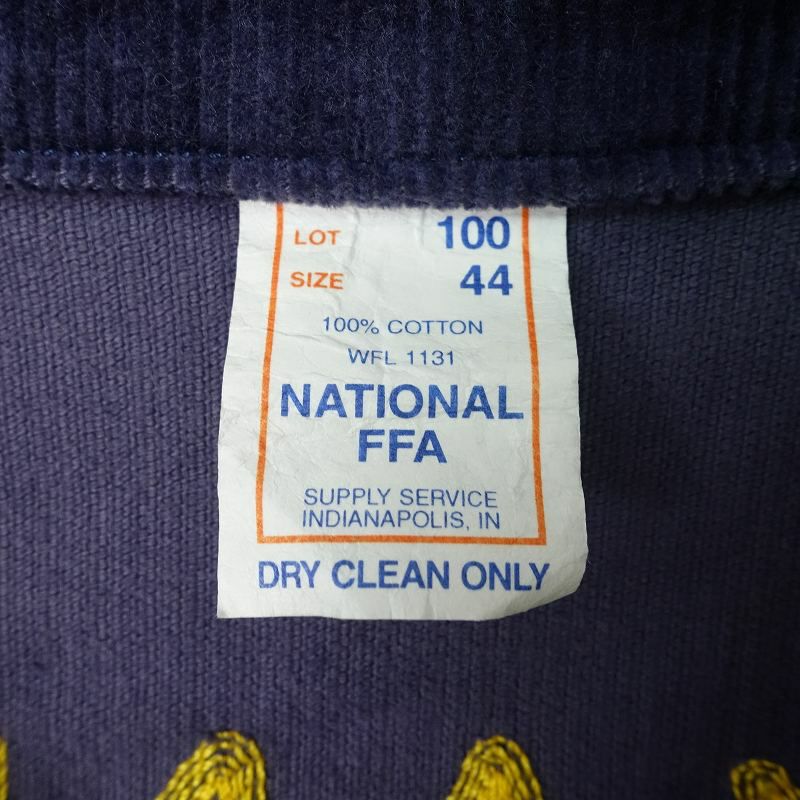 LOT 100
SIZE 44
100% COTTON
WFL 1131
NATIONAL
FFA
SUPPLY SERVICE
INDIANAPOLIS, IN
DRY CLEAN ONLY